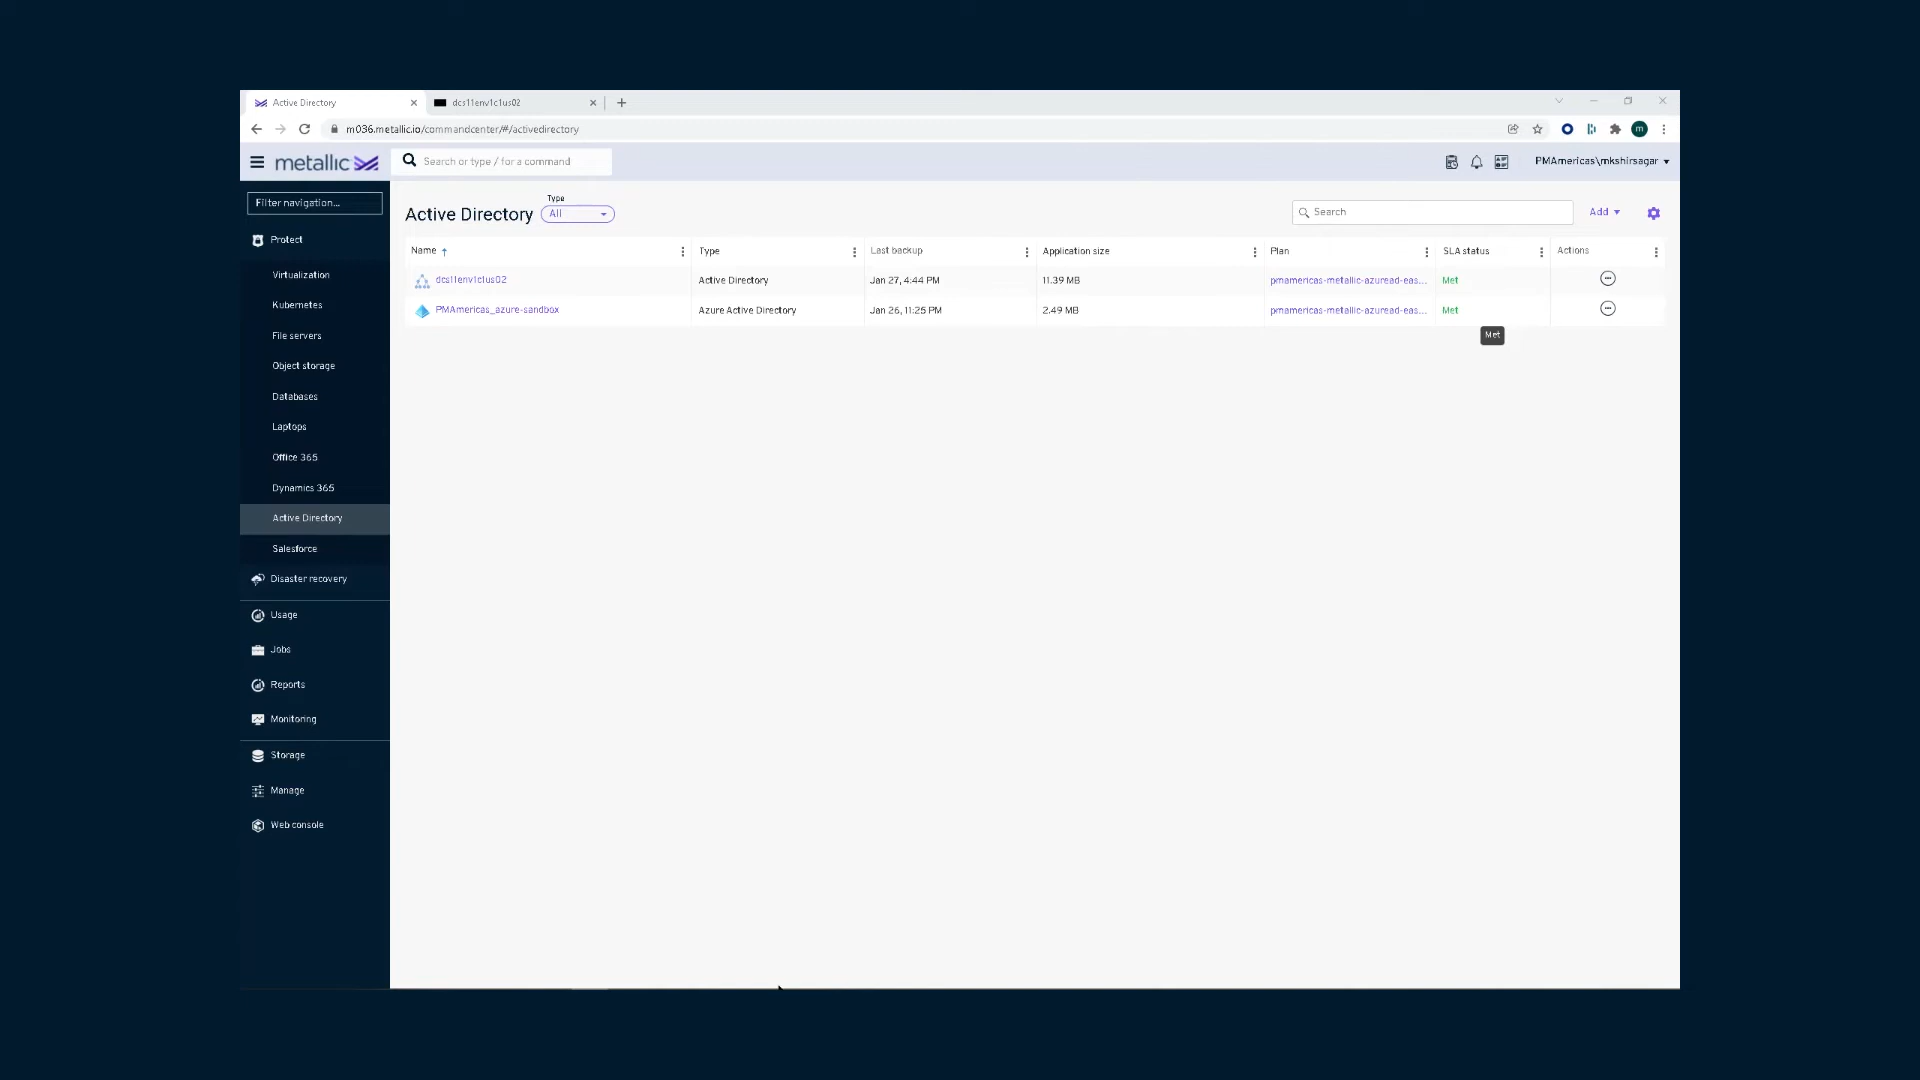 Active Directory
dcs11env1c1us02
m036.metallic.io/commandcenter/#/activedirectory
m
metallic
Search or type / for a command
PMAmericas\mkshirsagar
Filter navigation...
Protect
Virtualization
Kubernetes
File servers
Object storage
Databases
Laptops
Office 365
Dynamics 365
Active Directory
Salesforce
Disaster recovery
Usage
Jobs
Reports
Monitoring
Storage
Manage
Web console
Active Directory
Type
All
Search
Add
Name Type Last backup Application size Plan SLA status Actions
dcs11env1c1us02 Active Directory Jan 27, 4:44 PM 11.39 MB pmamericas-metallic-azuread-eas... Met
PMAmericas_azure-sandbox Azure Active Directory Jan 26, 11:25 PM 2.49 MB pmamericas-metallic-azuread-eas... Met
Met